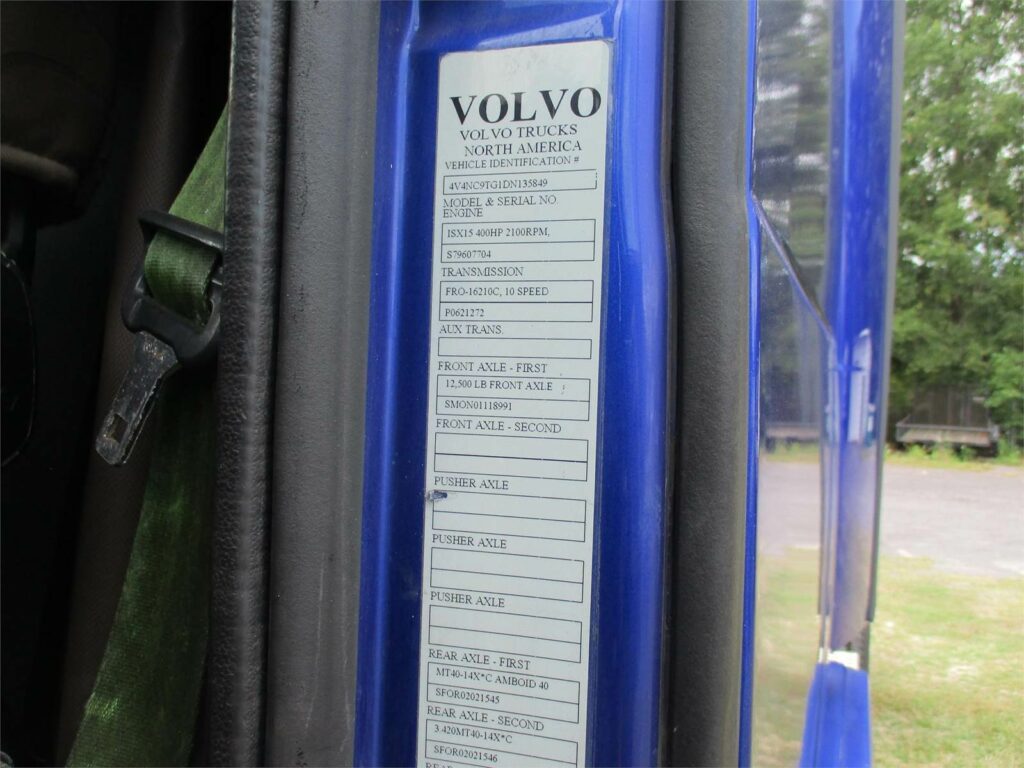 VOLVO
VOLVO TRUCKS
NORTH AMERICA
VEHICLE IDENTIFICATION #
4V4NC9TG1DN135849
MODEL & SERIAL NO.
ENGINE
ISX15 400HP 2100RPM,
S79607704
TRANSMISSION
FRO-16210C, 10 SPEED
P0621272
AUX TRANS.
FRONT AXLE - FIRST
12,500 LB FRONT AXLE
SMON01118991
FRONT AXLE - SECOND
PUSHER AXLE
PUSHER AXLE
PUSHER AXLE
REAR AXLE - FIRST
MT40-14X*C AMBOID 40
SFOR02021545
REAR AXLE - SECOND
3.420MT40-14X*C
SFOR02021546